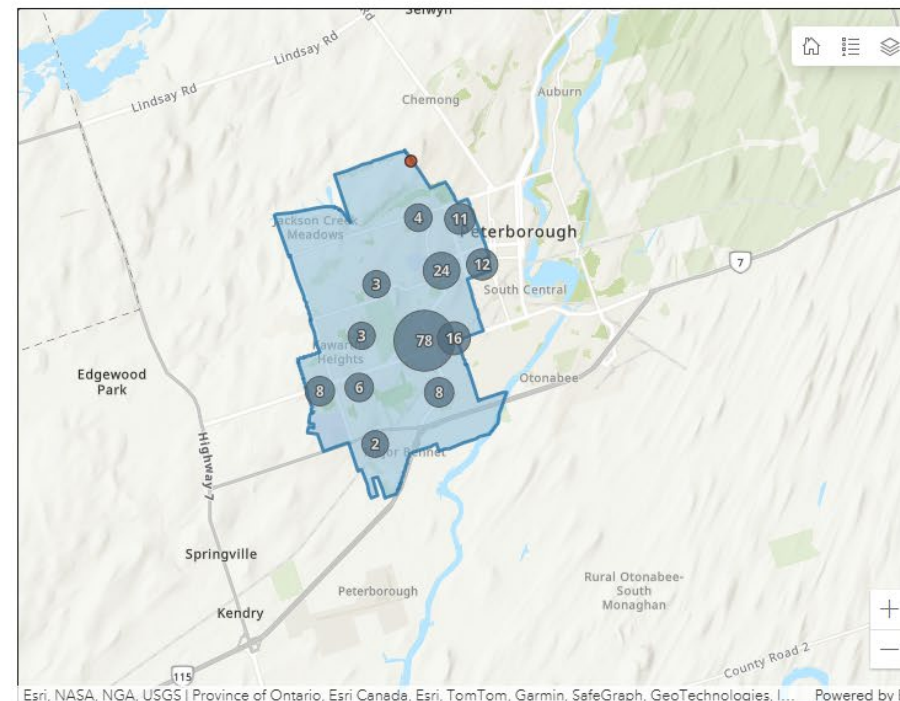 Selwyn
Rd
Lindsay Rd
Lindsay Rd
Chemong
Auburn
Jackson Creek
Meadows
4
11
Peterborough
7
24
12
3
South Central
3
78
16
Heights
Edgewood
Park
Otonabee
8
6
8
2
Highway 7
Springville
Peterborough
Rural Otonabee-
South
Monaghan
Kendry
+
−
County Road 2
115
Esri, NASA, NGA, USGS | Province of Ontario, Esri Canada, Esri, TomTom, Garmin, SafeGraph, GeoTechnologies, I... Powered by E